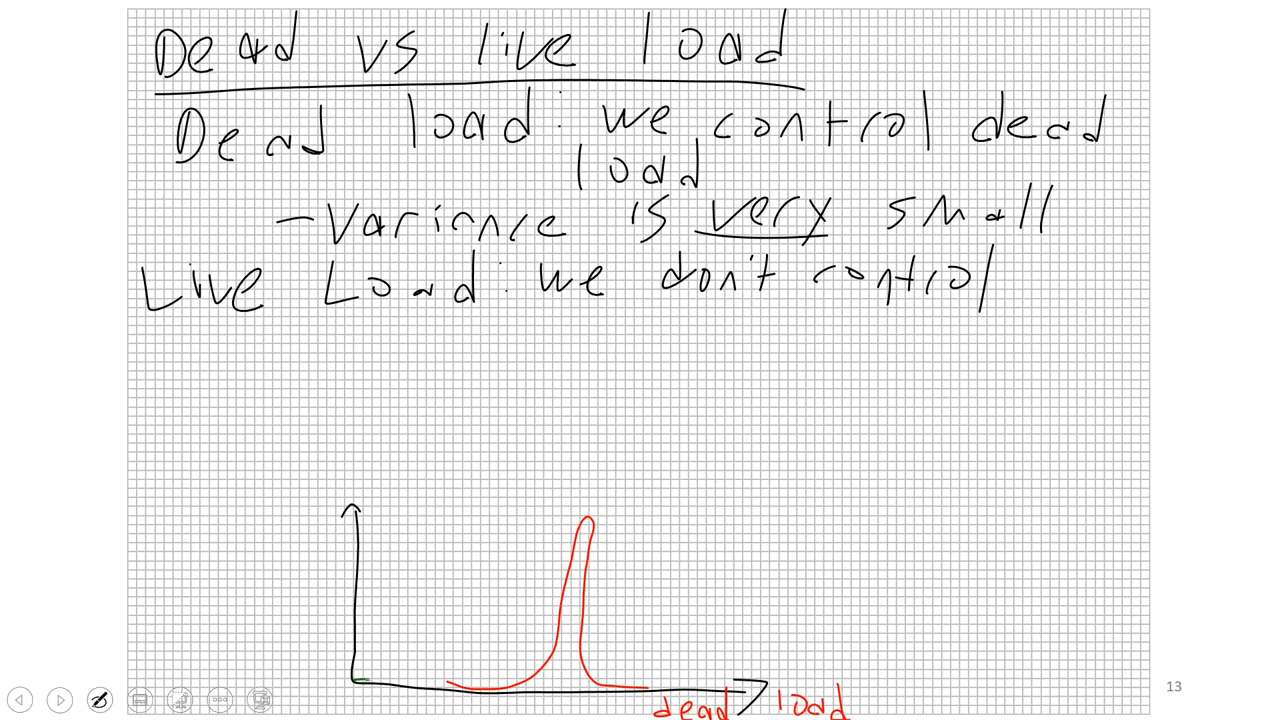 Dead vs live load
Dead load: we control dead
load
- Varience is very small
Live Load: we don't control
dead load
13